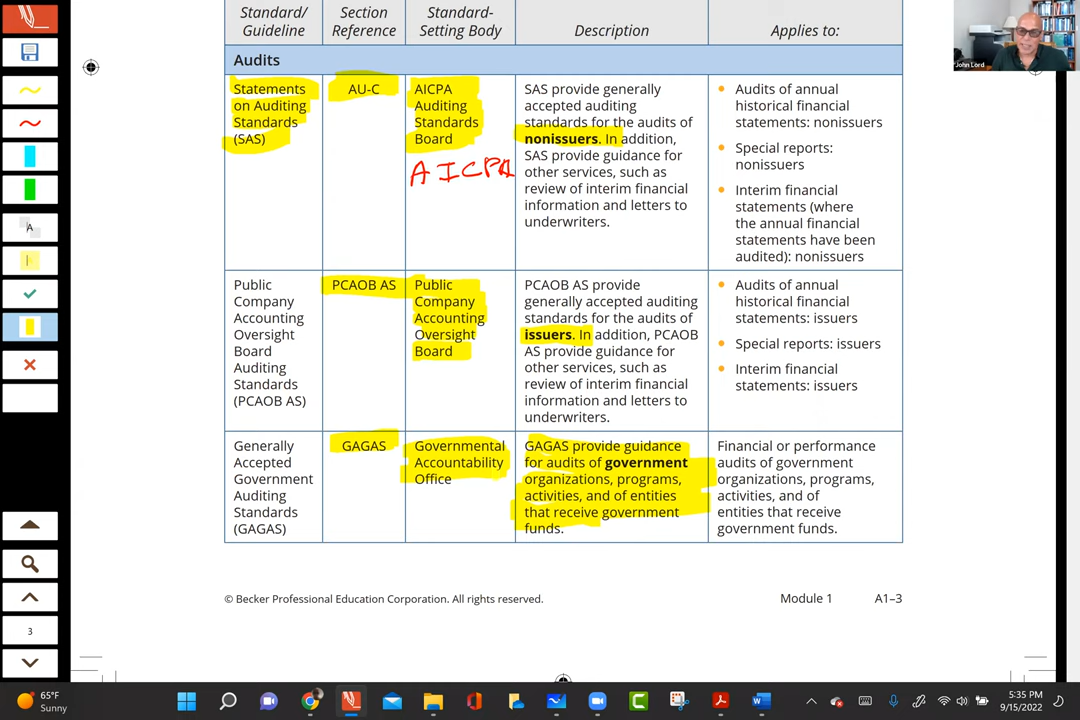 Standard/
Guideline
Section
Reference
Standard-
Setting Body
Description
Applies to:
Audits
Statements
on Auditing
Standards
(SAS)
AU-C
AICPA
Auditing
Standards
Board
AICPA
SAS provide generally
accepted auditing
standards for the audits of
nonissuers. In addition,
SAS provide guidance for
other services, such as
review of interim financial
information and letters to
underwriters.
Audits of annual
historical financial
statements: nonissuers
Special reports:
nonissuers
Interim financial
statements (where
the annual financial
statements have been
audited): nonissuers
Public
Company
Accounting
Oversight
Board
Auditing
Standards
(PCAOB AS)
PCAOB AS
Public
Company
Accounting
Oversight
Board
PCAOB AS provide
generally accepted auditing
standards for the audits of
issuers. In addition, PCAOB
AS provide guidance for
other services, such as
review of interim financial
information and letters to
underwriters.
Audits of annual
historical financial
statements: issuers
Special reports: issuers
Interim financial
statements: issuers
Generally
Accepted
Government
Auditing
Standards
(GAGAS)
GAGAS
Governmental
Accountability
Office
GAGAS provide guidance
for audits of government
organizations, programs,
activities, and of entities
that receive government
funds.
Financial or performance
audits of government
organizations, programs,
activities, and of
entities that receive
government funds.
© Becker Professional Education Corporation. All rights reserved.
Module 1
A1–3
John Lord
A
3
65°F
Sunny
5:35 PM
9/15/2022